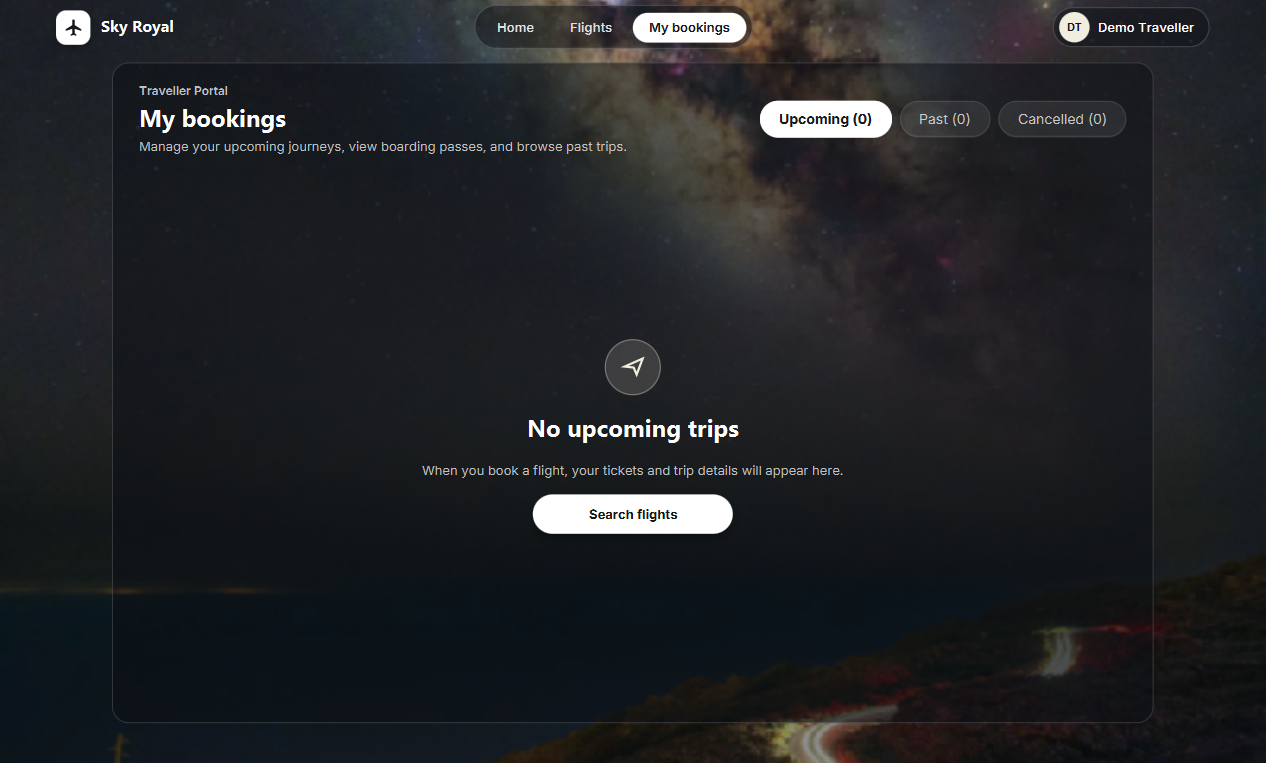 Sky Royal
Home
Flights
My bookings
DT
Demo Traveller
Traveller Portal
My bookings
Manage your upcoming journeys, view boarding passes, and browse past trips.
Upcoming (0)
Past (0)
Cancelled (0)
No upcoming trips
When you book a flight, your tickets and trip details will appear here.
Search flights